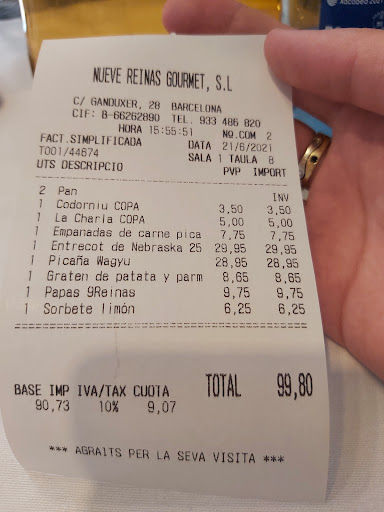 Xacobeo 2021
NUEVE REINAS GOURMET, S.L
C/ GANDUXER, 28 BARCELONA
CIF: B-66262890 TEL. 933 486 820
HORA 15:55:51 Nº.COM 2
FACT.SIMPLIFICADA DATA 21/6/2021
T001/44674 SALA 1 TAULA 8
UTS DESCRIPCIO PVP IMPORT
2 Pan INV
1 Codorniu COPA 3,50 3,50
1 La Charla COPA 5,00 5,00
1 Empanadas de carne pica 7,75 7,75
1 Entrecot de Nebraska 25 29,95 29,95
1 Picaña Wagyu 28,95 28,95
1 Graten de patata y parm 8,65 8,65
1 Papas 9Reinas 9,75 9,75
1 Sorbete limón 6,25 6,25
BASE IMP IVA/TAX CUOTA TOTAL 99,80
90,73 10% 9,07
*** AGRAITS PER LA SEVA VISITA ***